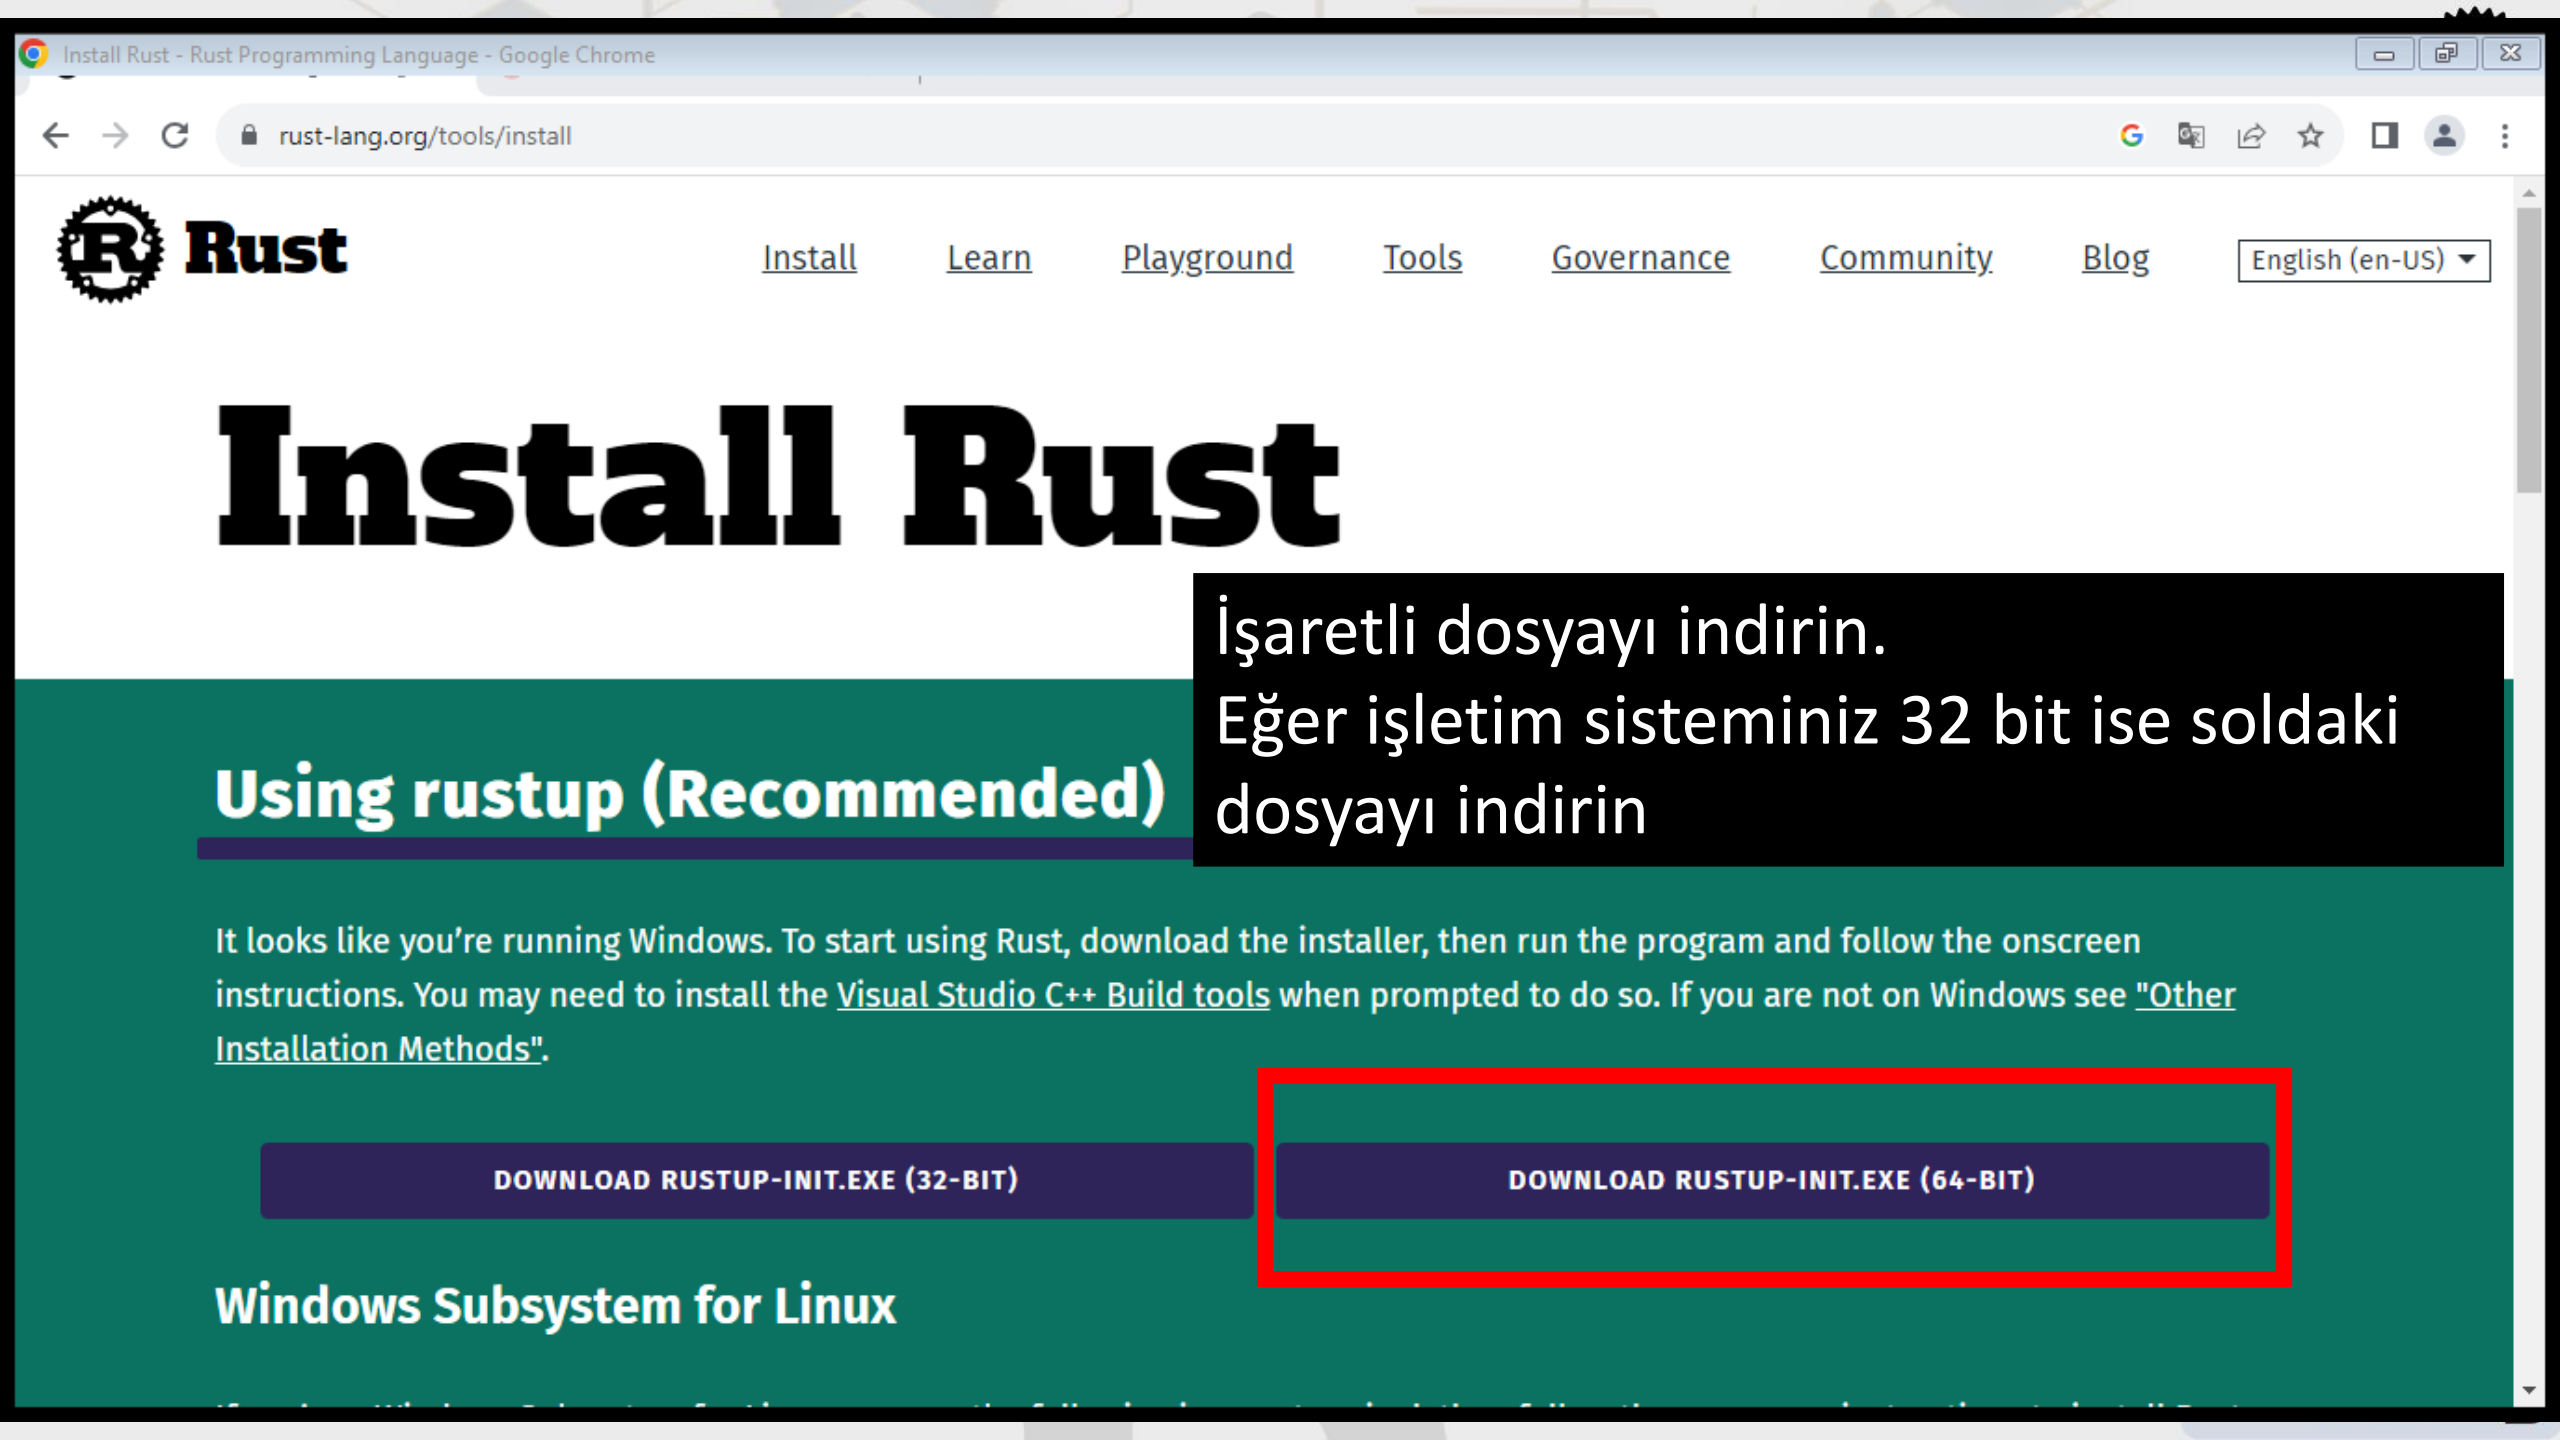 Install Rust - Rust Programming Language - Google Chrome
rust-lang.org/tools/install
Rust
Install Learn Playground Tools Governance Community Blog English (en-US)
Install Rust
İşaretli dosyayı indirin.
Eğer işletim sisteminiz 32 bit ise soldaki
dosyayı indirin
Using rustup (Recommended)
It looks like you’re running Windows. To start using Rust, download the installer, then run the program and follow the onscreen
instructions. You may need to install the Visual Studio C++ Build tools when prompted to do so. If you are not on Windows see "Other
Installation Methods".
DOWNLOAD RUSTUP-INIT.EXE (32-BIT) DOWNLOAD RUSTUP-INIT.EXE (64-BIT)
Windows Subsystem for Linux